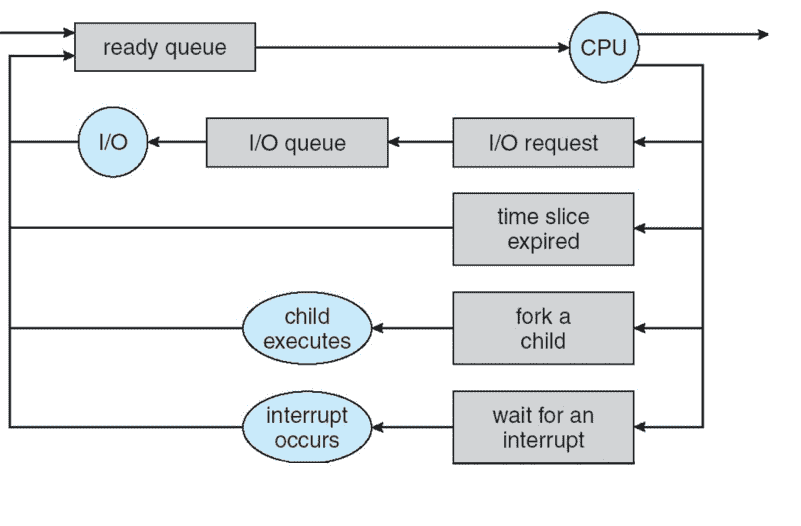 ready queue
CPU
I/O
I/O queue
I/O request
time slice
expired
child
executes
fork a
child
interrupt
occurs
wait for an
interrupt